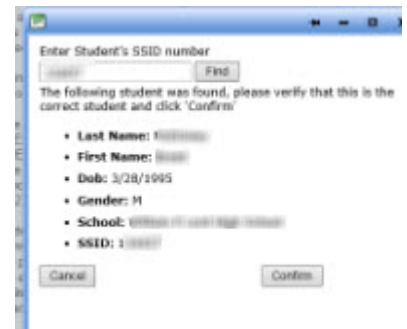 Enter Student's SSID number
Find
The following student was found, please verify that this is the
correct student and click 'Confirm'
• Last Name:
• First Name:
• Dob: 3/28/1995
• Gender: M
• School:
• SSID: 1
Cancel
Confirm